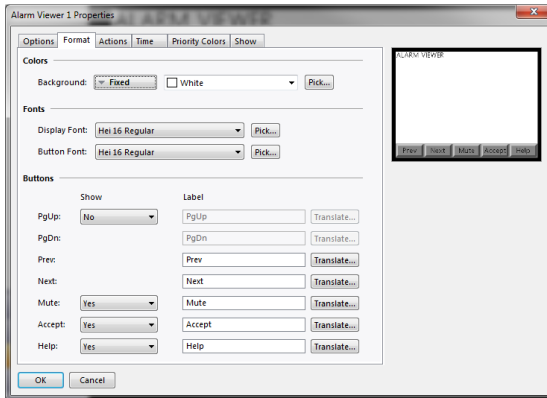 Alarm Viewer 1 Properties
Options Format Actions Time Priority Colors Show
Colors
Background: Fixed White Pick...
Fonts
Display Font: Hei 16 Regular Pick...
Button Font: Hei 16 Regular Pick...
Buttons
Show Label
PgUp: No PgUp Translate...
PgDn: PgDn Translate...
Prev: Prev Translate...
Next: Next Translate...
Mute: Yes Mute Translate...
Accept: Yes Accept Translate...
Help: Yes Help Translate...
OK Cancel
ALARM VIEWER
Prev Next Mute Accept Help